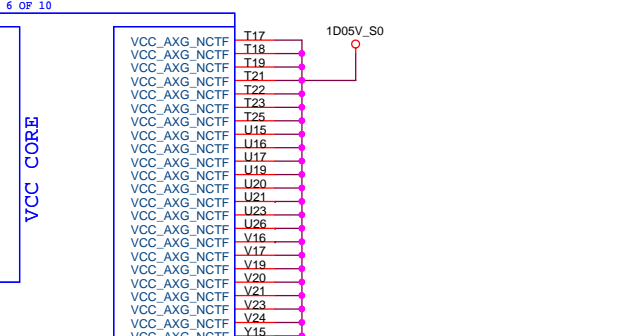 6 OF 10
1D05V_S0
VCC CORE
VCC_AXG_NCTF T17
VCC_AXG_NCTF T18
VCC_AXG_NCTF T19
VCC_AXG_NCTF T21
VCC_AXG_NCTF T22
VCC_AXG_NCTF T23
VCC_AXG_NCTF T25
VCC_AXG_NCTF U15
VCC_AXG_NCTF U16
VCC_AXG_NCTF U17
VCC_AXG_NCTF U19
VCC_AXG_NCTF U20
VCC_AXG_NCTF U21
VCC_AXG_NCTF U23
VCC_AXG_NCTF U26
VCC_AXG_NCTF V16
VCC_AXG_NCTF V17
VCC_AXG_NCTF V19
VCC_AXG_NCTF V20
VCC_AXG_NCTF V21
VCC_AXG_NCTF V23
VCC_AXG_NCTF V24
VCC_AXG_NCTF Y15